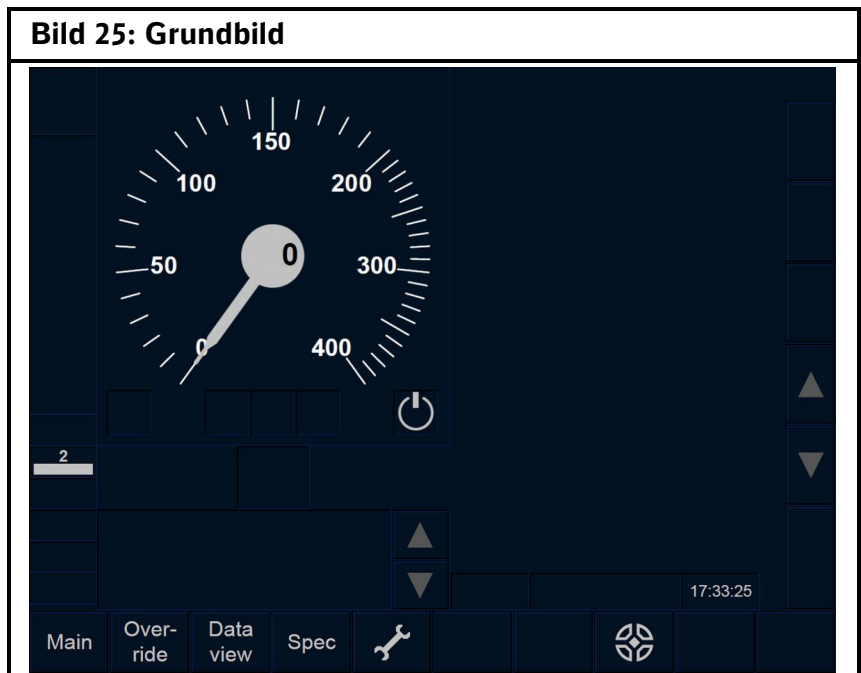 Bild 25: Grundbild
150
100
200
50
0
300
0
400
2
17:33:25
Main
Over-
ride
Data
view
Spec